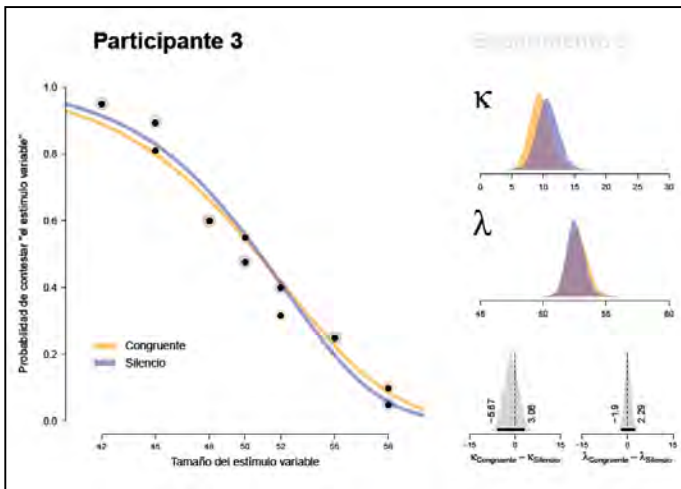 Participante 3
Experimento
Probabilidad de contestar "el estímulo variable"
1.0
0.8
0.6
0.4
0.2
0.0
Congruente
Silencio
42 45 48 50 52 55 58
Tamaño del estímulo variable
κ
0 5 10 15 20 25 30
λ
45 50 55 60
−5.67 3.06
−15 0 15
κCongruente − κSilencio
−1.9 2.29
−15 0 15
λCongruente − λSilencio